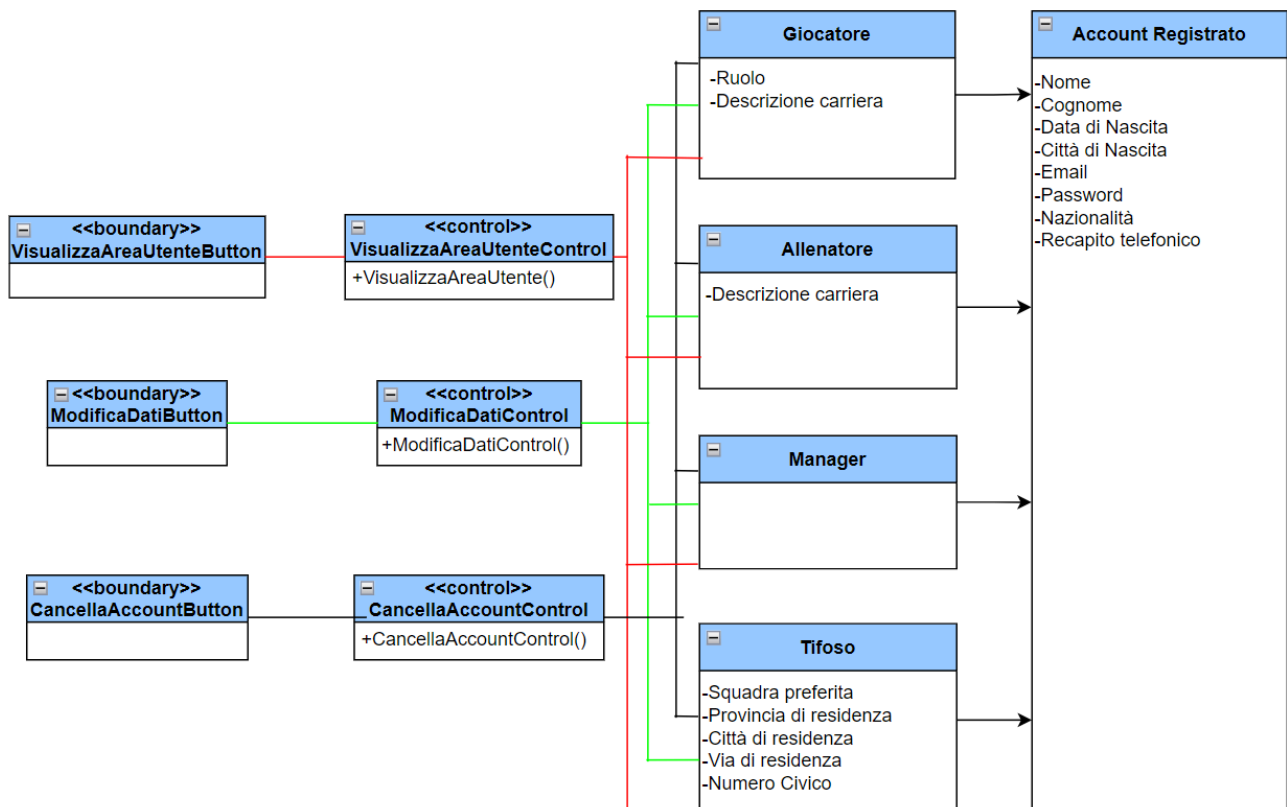 <<boundary>>
VisualizzaAreaUtenteButton
<<control>>
VisualizzaAreaUtenteControl
+VisualizzaAreaUtente()
<<boundary>>
ModificaDatiButton
<<control>>
ModificaDatiControl
+ModificaDatiControl()
<<boundary>>
CancellaAccountButton
<<control>>
CancellaAccountControl
+CancellaAccountControl()
Giocatore
-Ruolo
-Descrizione carriera
Allenatore
-Descrizione carriera
Manager
Tifoso
-Squadra preferita
-Provincia di residenza
-Città di residenza
-Via di residenza
-Numero Civico
Account Registrato
-Nome
-Cognome
-Data di Nascita
-Città di Nascita
-Email
-Password
-Nazionalità
-Recapito telefonico